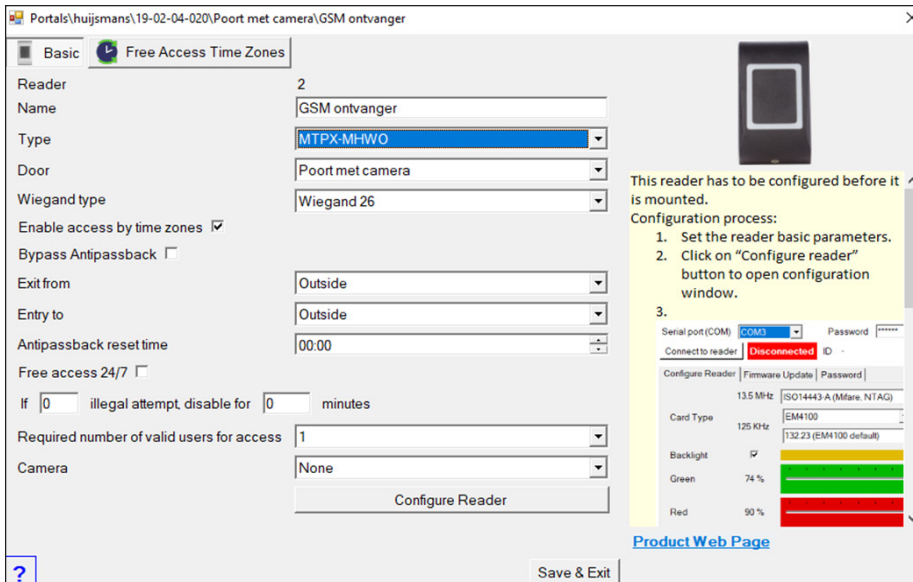 Portals\huijsmans\19-02-04-020\Poort met camera\GSM ontvanger
Basic
Free Access Time Zones
Reader 2
Name GSM ontvanger
Type MTPX-MHWO
Door Poort met camera
Wiegand type Wiegand 26
Enable access by time zones
Bypass Antipassback
Exit from Outside
Entry to Outside
Antipassback reset time 00:00
Free access 24/7
If 0 illegal attempt, disable for 0 minutes
Required number of valid users for access 1
Camera None
Configure Reader
Save & Exit
?
This reader has to be configured before it
is mounted.
Configuration process:
1. Set the reader basic parameters.
2. Click on “Configure reader”
button to open configuration
window.
3.
Serial port (COM) COM3 Password ******
Connect to reader Disconnected ID -
Configure Reader Firmware Update Password
13.5 MHz ISO14443-A (Mifare, NTAG)
Card Type
125 KHz
EM4100
132.23 (EM4100 default)
Backlight
Green 74 %
Red 90 %
Product Web Page